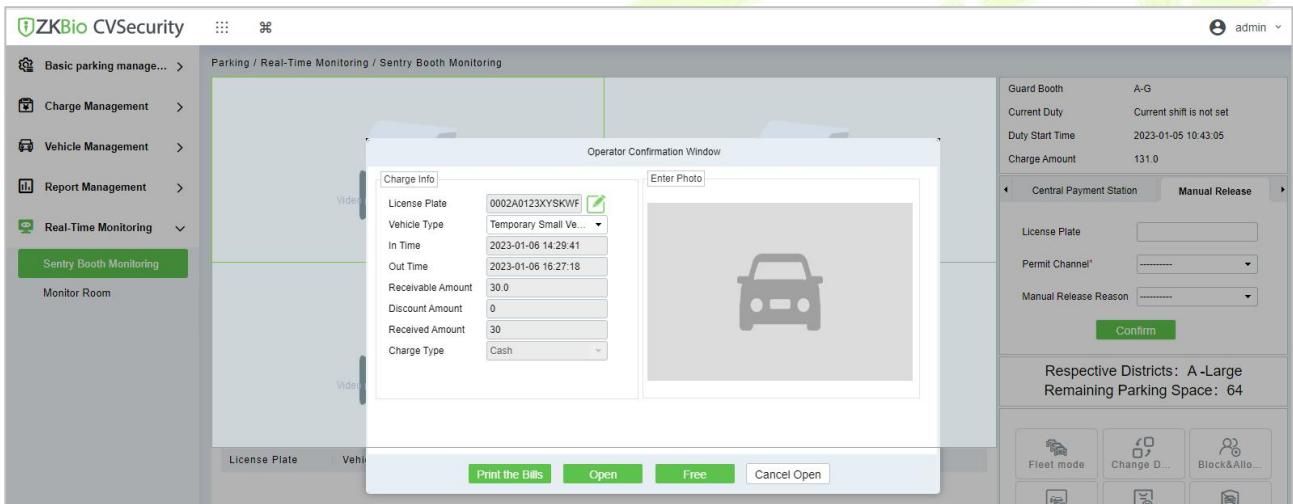 ZKBio CVSecurity
admin
Basic parking manage...
Charge Management
Vehicle Management
Report Management
Real-Time Monitoring
Sentry Booth Monitoring
Monitor Room
Parking / Real-Time Monitoring / Sentry Booth Monitoring
Operator Confirmation Window
Charge Info
License Plate 0002A0123XYSKWF
Vehicle Type Temporary Small Ve...
In Time 2023-01-06 14:29:41
Out Time 2023-01-06 16:27:18
Receivable Amount 30.0
Discount Amount 0
Received Amount 30
Charge Type Cash
Enter Photo
Print the Bills Open Free Cancel Open
Video
Video
License Plate Vehi
Guard Booth A-G
Current Duty Current shift is not set
Duty Start Time 2023-01-05 10:43:05
Charge Amount 131.0
Central Payment Station Manual Release
License Plate
Permit Channel* ----------
Manual Release Reason ----------
Confirm
Respective Districts: A-Large
Remaining Parking Space: 64
Fleet mode Change D... Block&Allo...